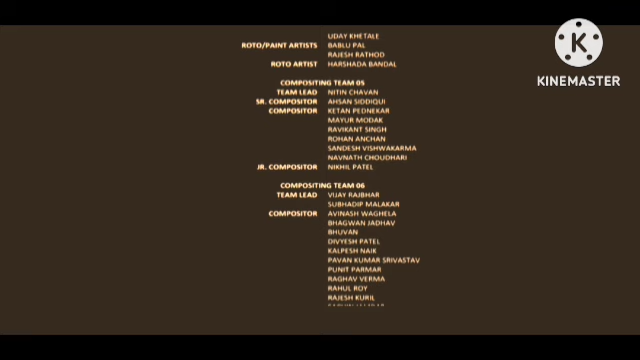 UDAY KHETALE
ROTO/PAINT ARTISTS BABLU PAL
RAJESH RATHOD
ROTO ARTIST HARSHADA BANDAL
COMPOSITING TEAM 05
TEAM LEAD NITIN CHAVAN
SR. COMPOSITOR AHSAN SIDDIQUI
COMPOSITOR KETAN PEDNEKAR
MAYUR MODAK
RAVIKANT SINGH
ROHAN ANCHAN
SANDESH VISHWAKARMA
NAVNATH CHOUDHARI
JR. COMPOSITOR NIKHIL PATEL
COMPOSITING TEAM 06
TEAM LEAD VIJAY RAJBHAR
SUBHADIP MALAKAR
COMPOSITOR AVINASH WAGHELA
BHAGWAN JADHAV
BHUVAN
DIVYESH PATEL
KALPESH NAIK
PAVAN KUMAR SRIVASTAV
PUNIT PARMAR
RAGHAV VERMA
RAHUL ROY
RAJESH KURIL
K
KINEMASTER